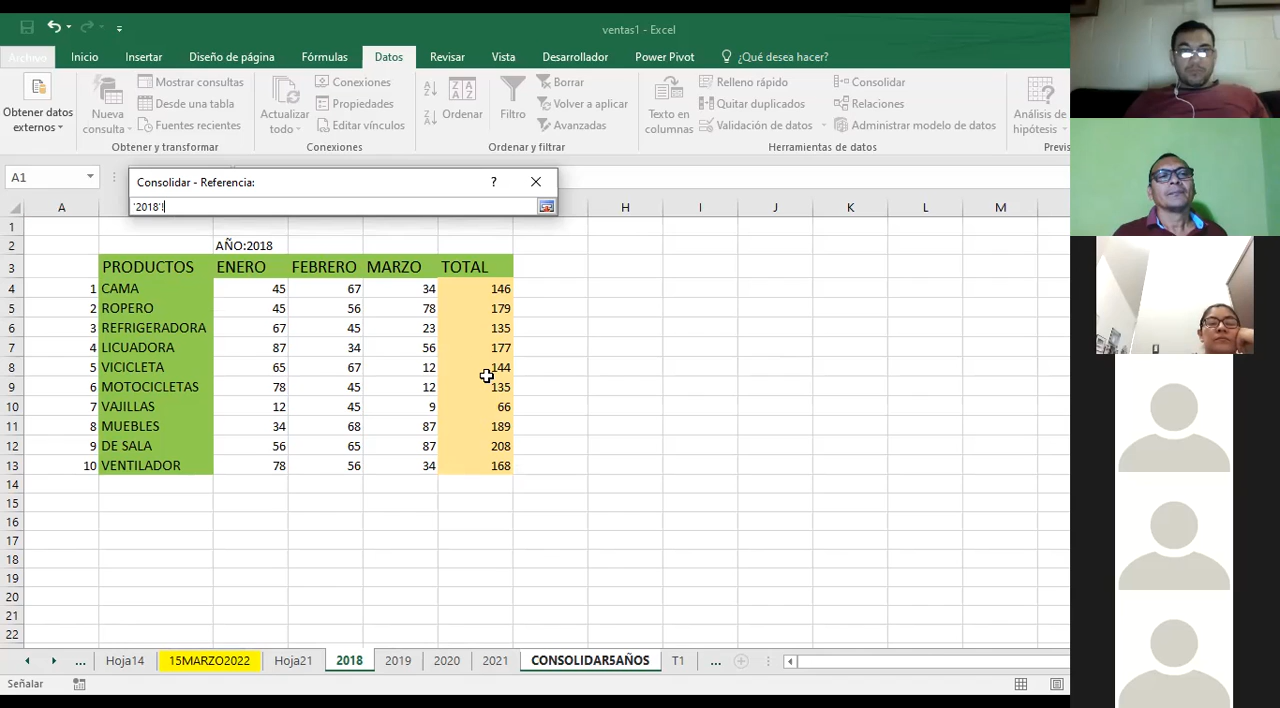 ventas1 - Excel
Archivo Inicio Insertar Diseño de página Fórmulas Datos Revisar Vista Desarrollador Power Pivot ¿Qué desea hacer?
Obtener datos externos
Nueva consulta
Mostrar consultas
Desde una tabla
Fuentes recientes
Obtener y transformar
Actualizar todo
Conexiones
Propiedades
Editar vínculos
Conexiones
Ordenar
Filtro
Borrar
Volver a aplicar
Avanzadas
Ordenar y filtrar
Texto en columnas
Relleno rápido
Quitar duplicados
Validación de datos
Consolidar
Relaciones
Administrar modelo de datos
Herramientas de datos
Análisis de hipótesis
Previs
A1
Consolidar - Referencia: ?
'2018'!
A H I J K L M
1
2 AÑO:2018
3 PRODUCTOS ENERO FEBRERO MARZO TOTAL
4 1 CAMA 45 67 34 146
5 2 ROPERO 45 56 78 179
6 3 REFRIGERADORA 67 45 23 135
7 4 LICUADORA 87 34 56 177
8 5 VICICLETA 65 67 12 144
9 6 MOTOCICLETAS 78 45 12 135
10 7 VAJILLAS 12 45 9 66
11 8 MUEBLES 34 68 87 189
12 9 DE SALA 56 65 87 208
13 10 VENTILADOR 78 56 34 168
14
15
16
17
18
19
20
21
22
... Hoja14 15MARZO2022 Hoja21 2018 2019 2020 2021 CONSOLIDAR5AÑOS T1 ...
Señalar